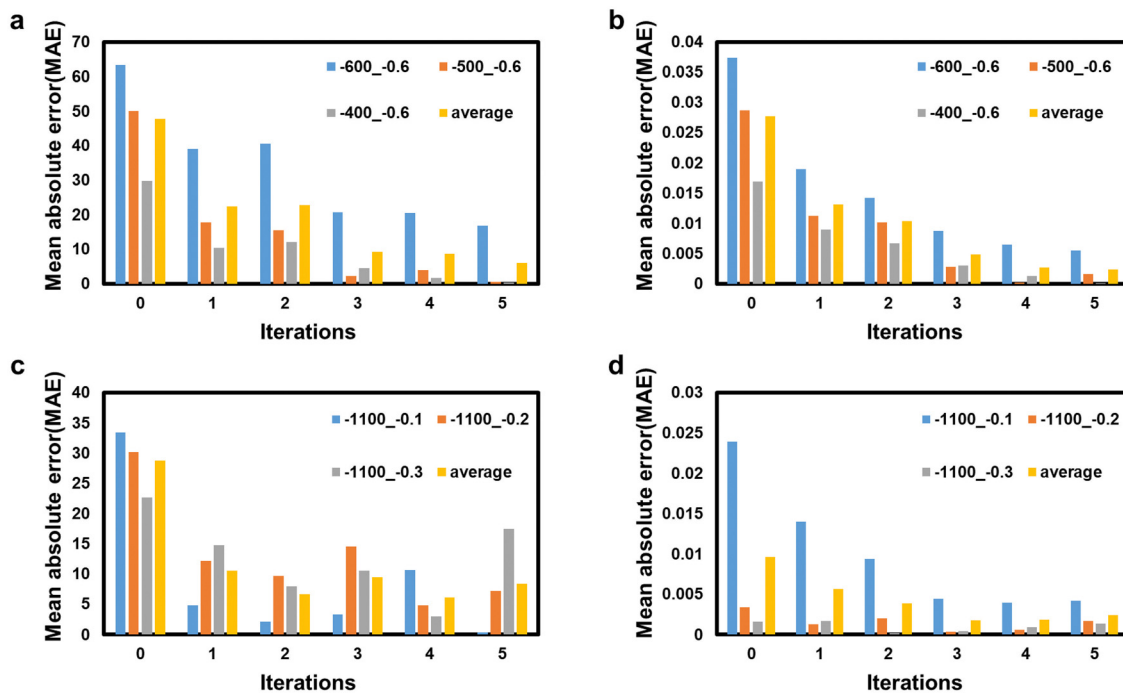 a
Mean absolute error(MAE)
70
60
50
40
30
20
10
0
-600_-0.6
-500_-0.6
-400_-0.6
average
0 1 2 3 4 5
Iterations
b
Mean absolute error(MAE)
0.04
0.035
0.03
0.025
0.02
0.015
0.01
0.005
0
-600_-0.6
-500_-0.6
-400_-0.6
average
0 1 2 3 4 5
Iterations
c
Mean absolute error(MAE)
40
35
30
25
20
15
10
5
0
-1100_-0.1
-1100_-0.2
-1100_-0.3
average
0 1 2 3 4 5
Iterations
d
Mean absolute error(MAE)
0.03
0.025
0.02
0.015
0.01
0.005
0
-1100_-0.1
-1100_-0.2
-1100_-0.3
average
0 1 2 3 4 5
Iterations